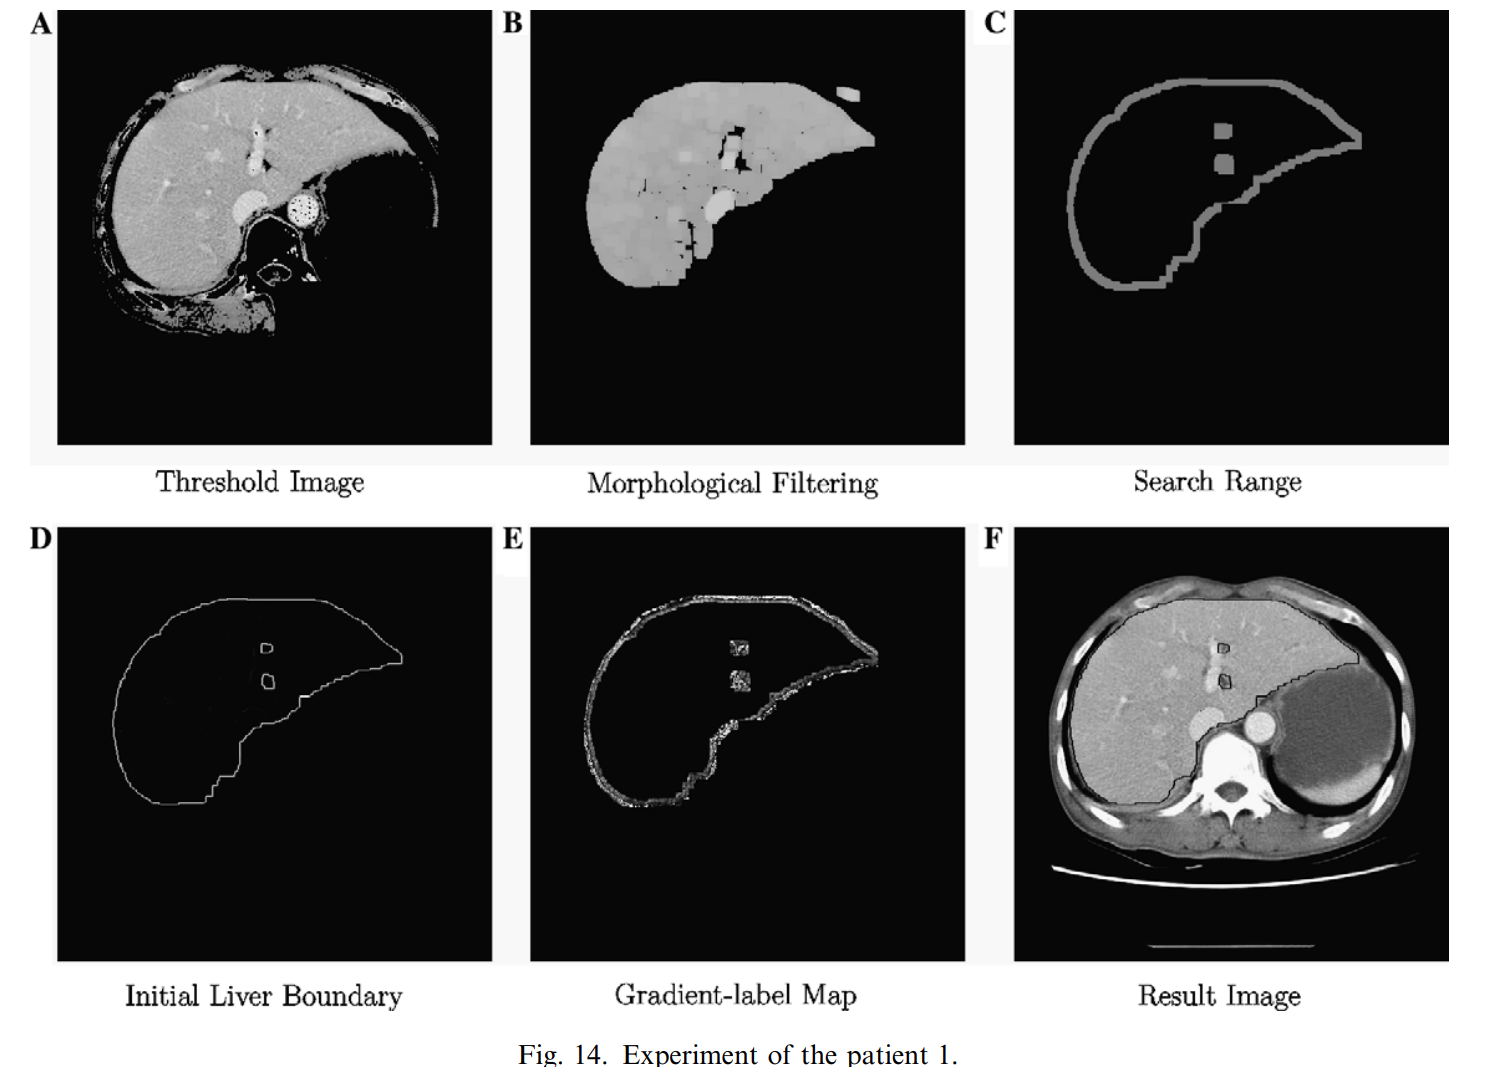 A B C
Threshold Image Morphological Filtering Search Range
D E F
Initial Liver Boundary Gradient-label Map Result Image
Fig. 14. Experiment of the patient 1.